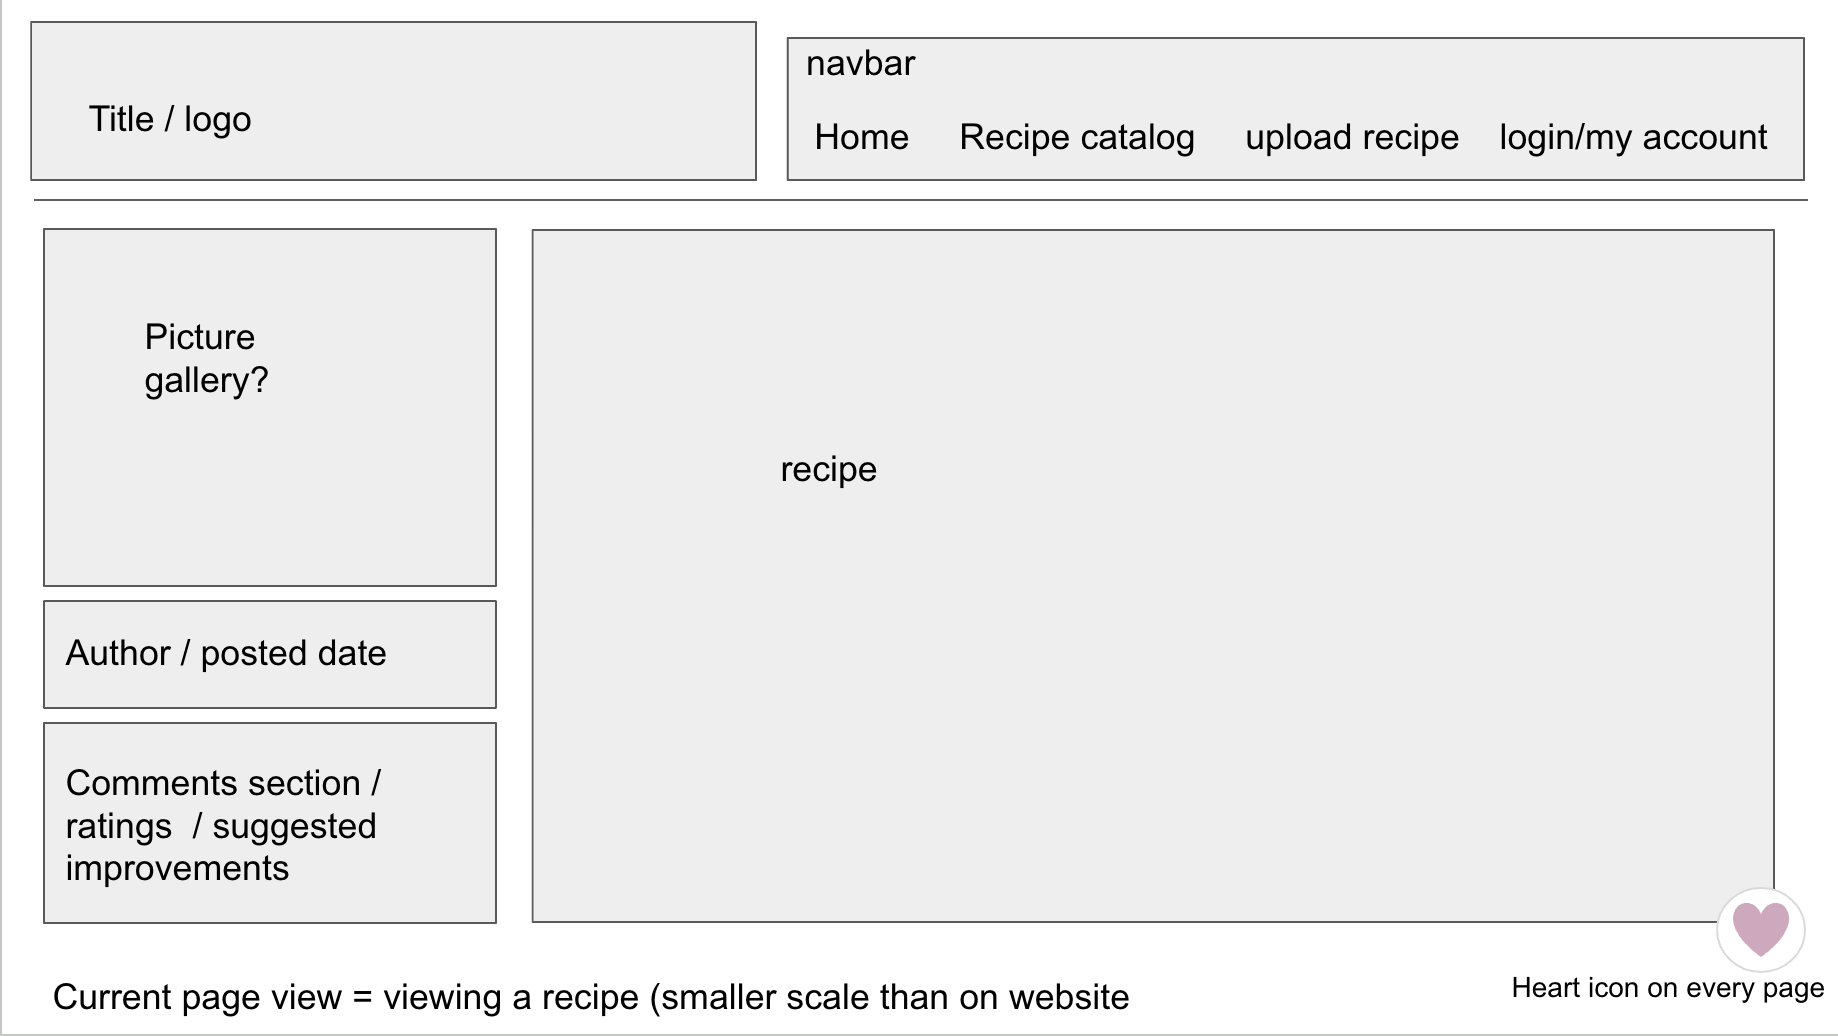 Title / logo
navbar
Home Recipe catalog upload recipe login/my account
Picture
gallery?
recipe
Author / posted date
Comments section /
ratings  / suggested
improvements
Current page view = viewing a recipe (smaller scale than on website
Heart icon on every page